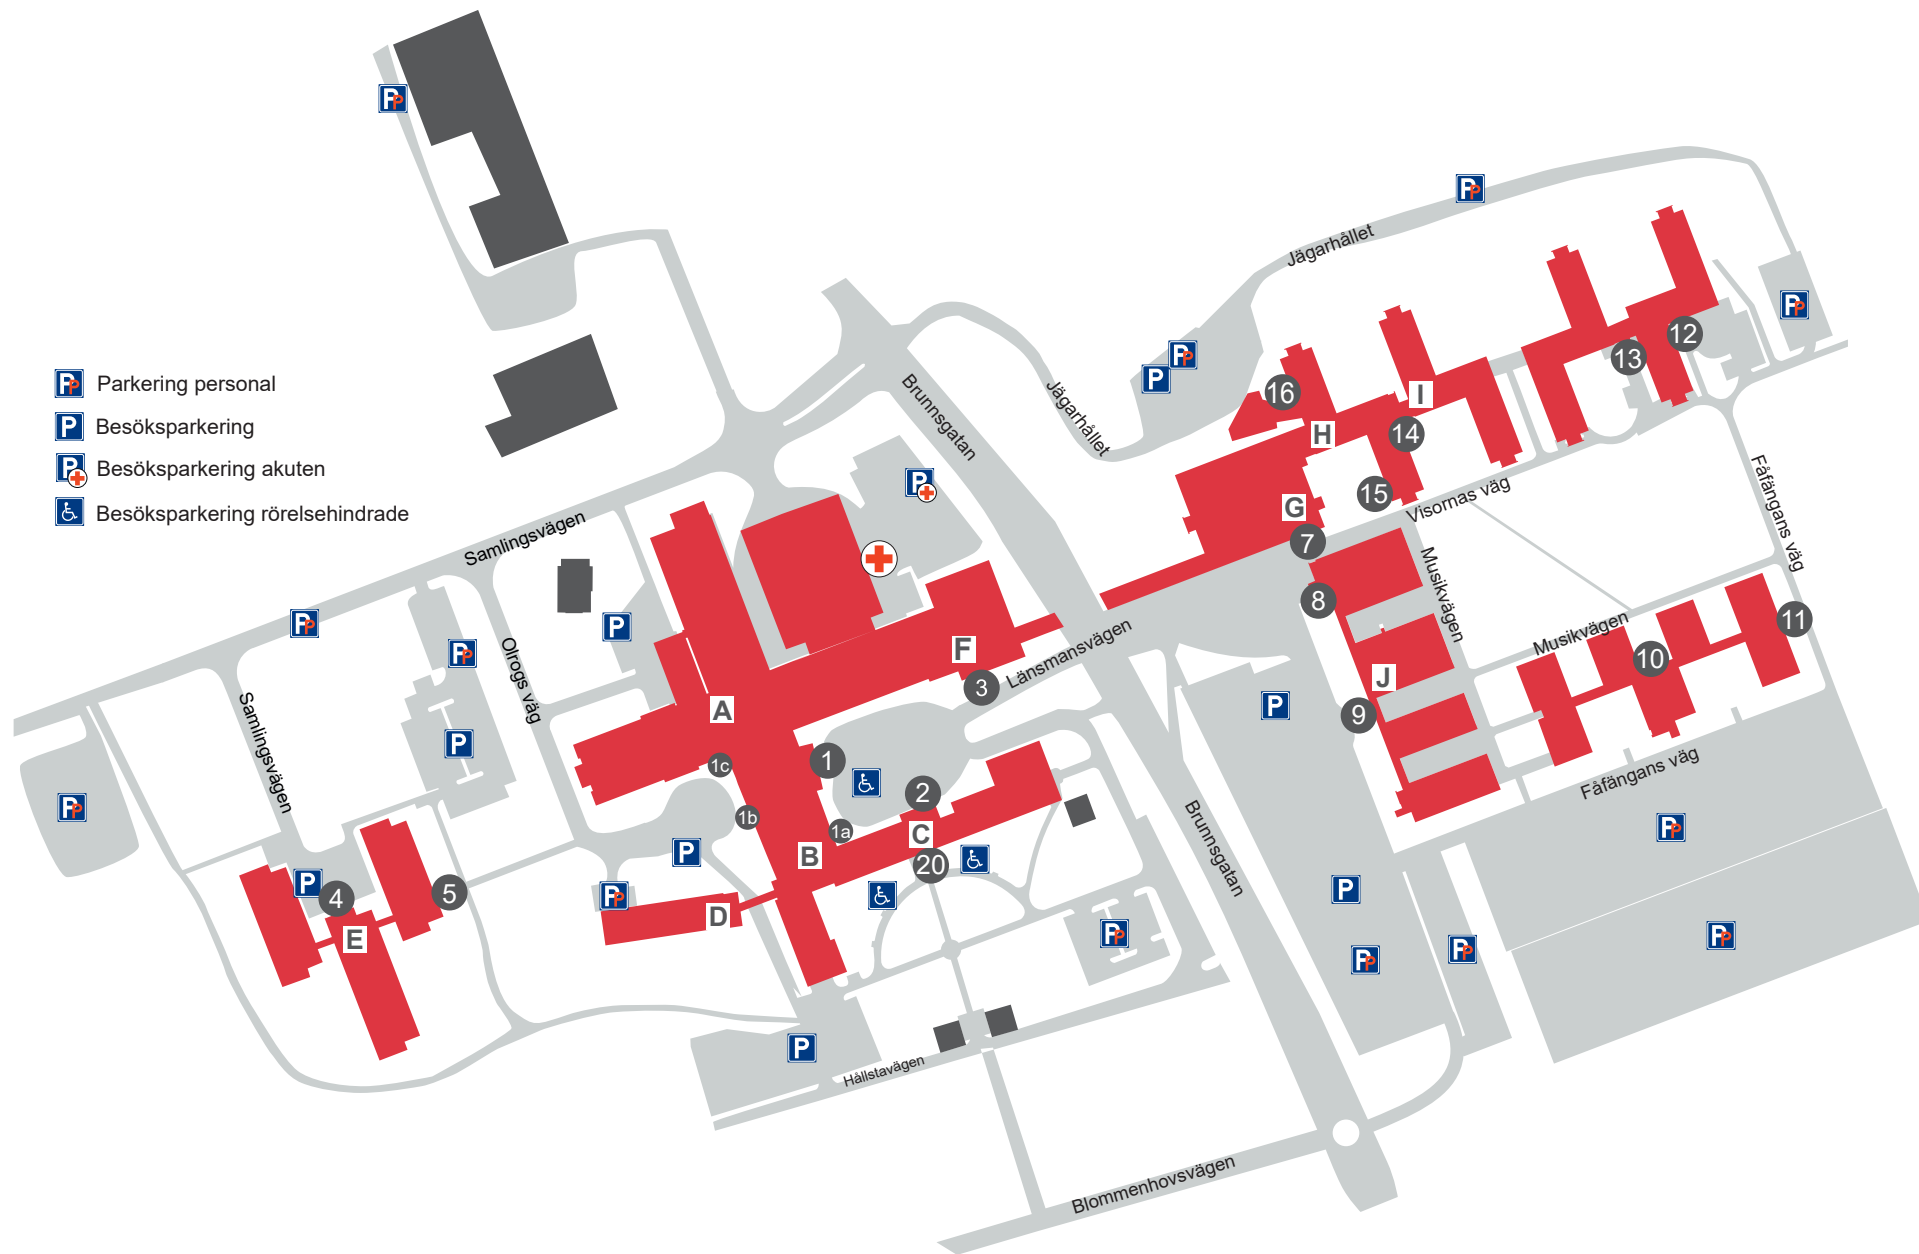 P
Jägarhållet
P
P
P
P
12
13
Jägarhållet
16
Brunnsgatan
I
H
14
P Parkering personal
P Besöksparkering
P Besöksparkering akuten
Besöksparkering rörelsehindrade
P
15
G
Visornas väg
Fåfängans väg
Samlingsvägen
7
Musikvägen
8
P
P
P
Olrogs väg
F
Länsmansvägen
3
Musikvägen
10
11
J
9
P
Samlingsvägen
A
P
1
1c
2
1b
1a
C
B
20
P
P
Fåfängans väg
P
Brunnsgatan
P
4
5
P
D
E
P
P
P
P
P
P
Hållstavägen
Blommenhovsvägen